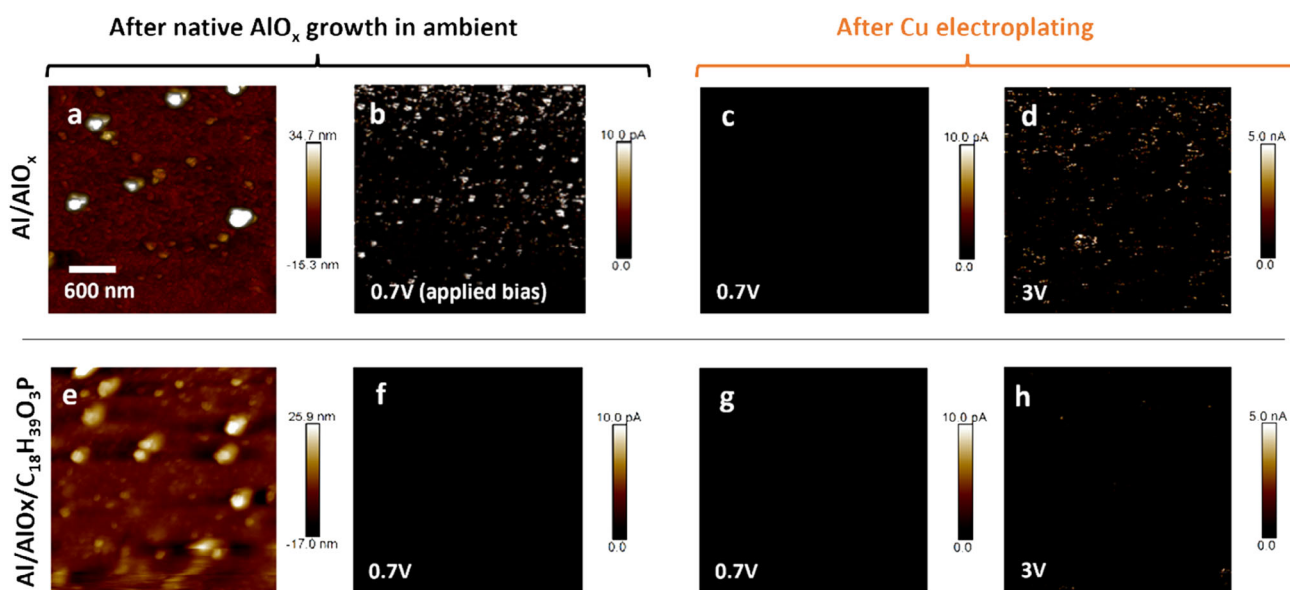 After native AlOₓ growth in ambient
After Cu electroplating
Al/AlOₓ
a
600 nm
34.7 nm
-15.3 nm
b
0.7V (applied bias)
10.0 pA
0.0
c
0.7V
10.0 pA
0.0
d
3V
5.0 nA
0.0
Al/AlOx/C₁₈H₃₉O₃P
e
25.9 nm
-17.0 nm
f
0.7V
10.0 pA
0.0
g
0.7V
10.0 pA
0.0
h
3V
5.0 nA
0.0